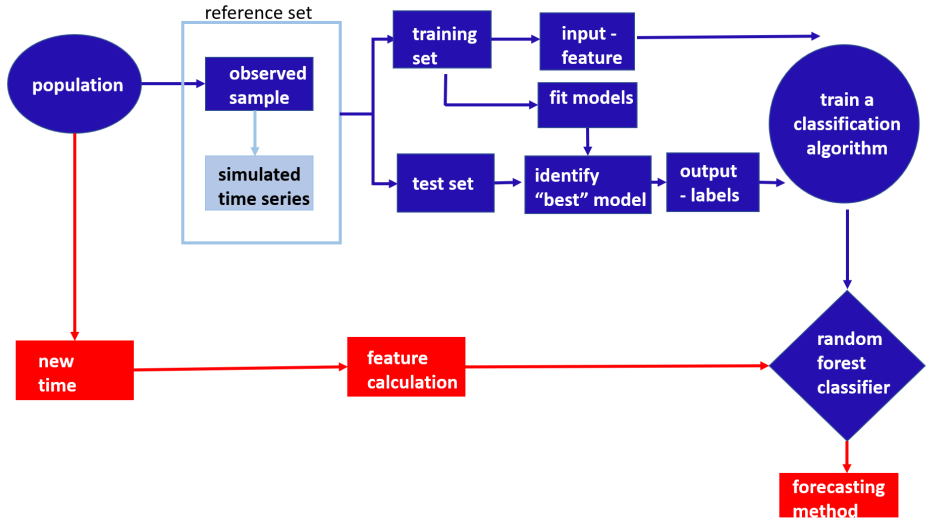 reference set
population
observed
sample
simulated
time series
training
set
input -
feature
fit models
test set
identify
“best” model
output
- labels
train a
classification
algorithm
new
time
feature
calculation
random
forest
classifier
forecasting
method